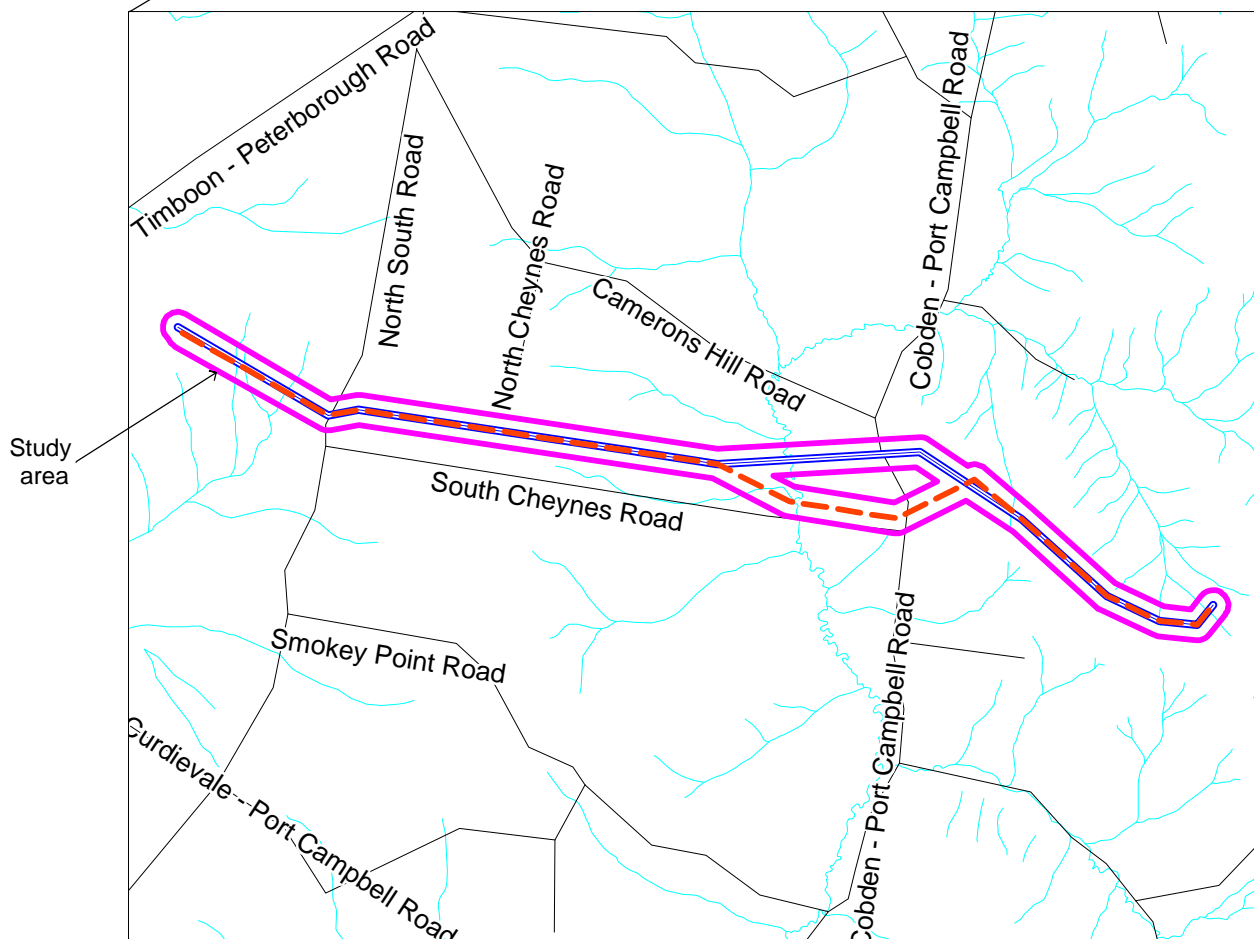 Timboon - Peterborough Road
North South Road
North Cheynes Road
Cobden - Port Campbell Road
Camerons Hill Road
Study
area
South Cheynes Road
Smokey Point Road
Cobden - Port Campbell Road
Curdievale - Port Campbell Road